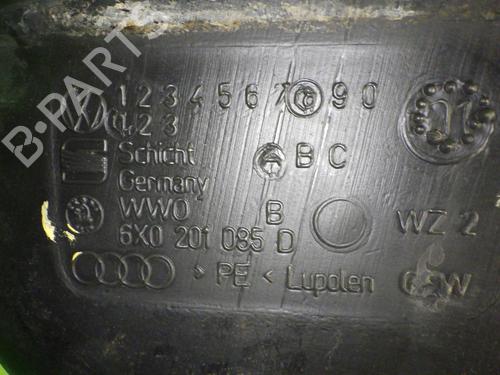 B-PARTS
1 2 3 4 5 6 7 8 9 0
1 2 3
Schicht A B C
Germany
WWO B WZ 2
6X0 201 085 D
> PE < Lupolen